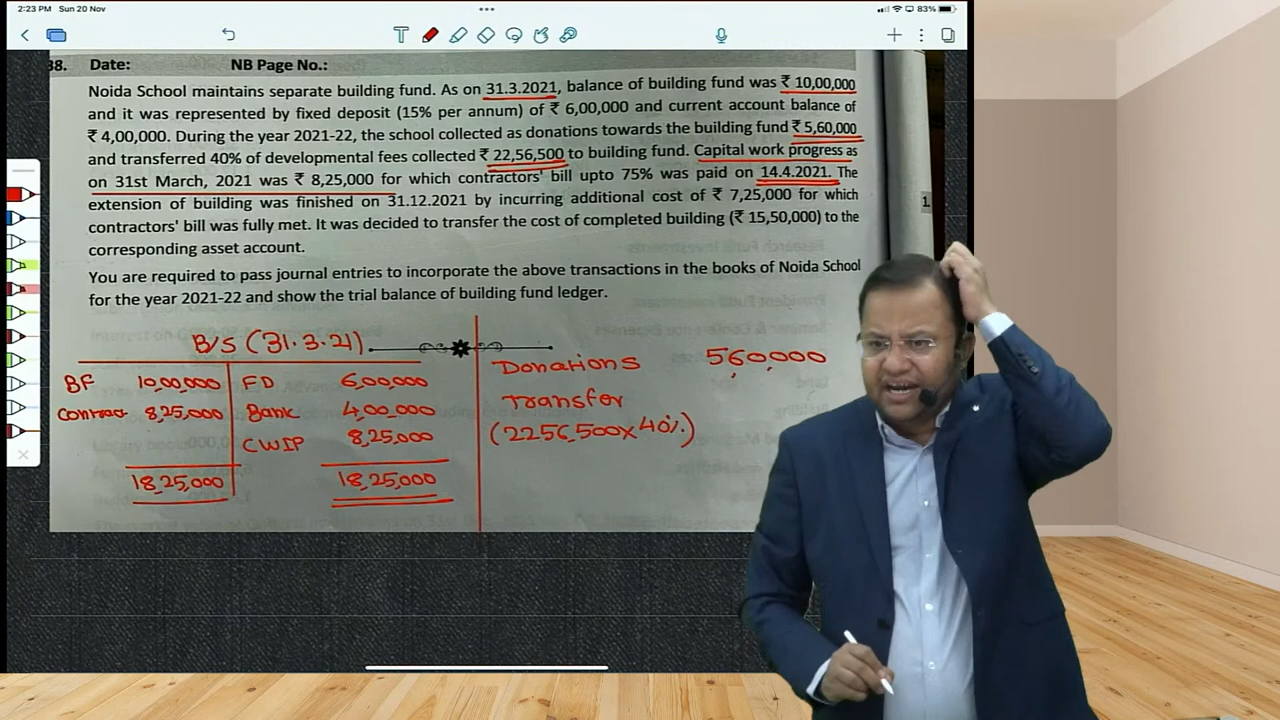 2:23 PM Sun 20 Nov
83%
38. Date: NB Page No.:
Noida School maintains separate building fund. As on 31.3.2021, balance of building fund was ₹ 10,00,000
and it was represented by fixed deposit (15% per annum) of ₹ 6,00,000 and current account balance of
₹ 4,00,000. During the year 2021-22, the school collected as donations towards the building fund ₹ 5,60,000
and transferred 40% of developmental fees collected ₹ 22,56,500 to building fund. Capital work progress as
on 31st March, 2021 was ₹ 8,25,000 for which contractors' bill upto 75% was paid on 14.4.2021. The
extension of building was finished on 31.12.2021 by incurring additional cost of ₹ 7,25,000 for which
contractors' bill was fully met. It was decided to transfer the cost of completed building (₹ 15,50,000) to the
corresponding asset account.
You are required to pass journal entries to incorporate the above transactions in the books of Noida School
for the year 2021-22 and show the trial balance of building fund ledger.
B/S (31.3.21)
BF 10,00,000 FD 6,00,000
Contract 8,25,000 Bank 4,00,000
CWIP 8,25,000
18,25,000 18,25,000
Donations 5,60,000
Transfer
(22,56,500x40%)
1